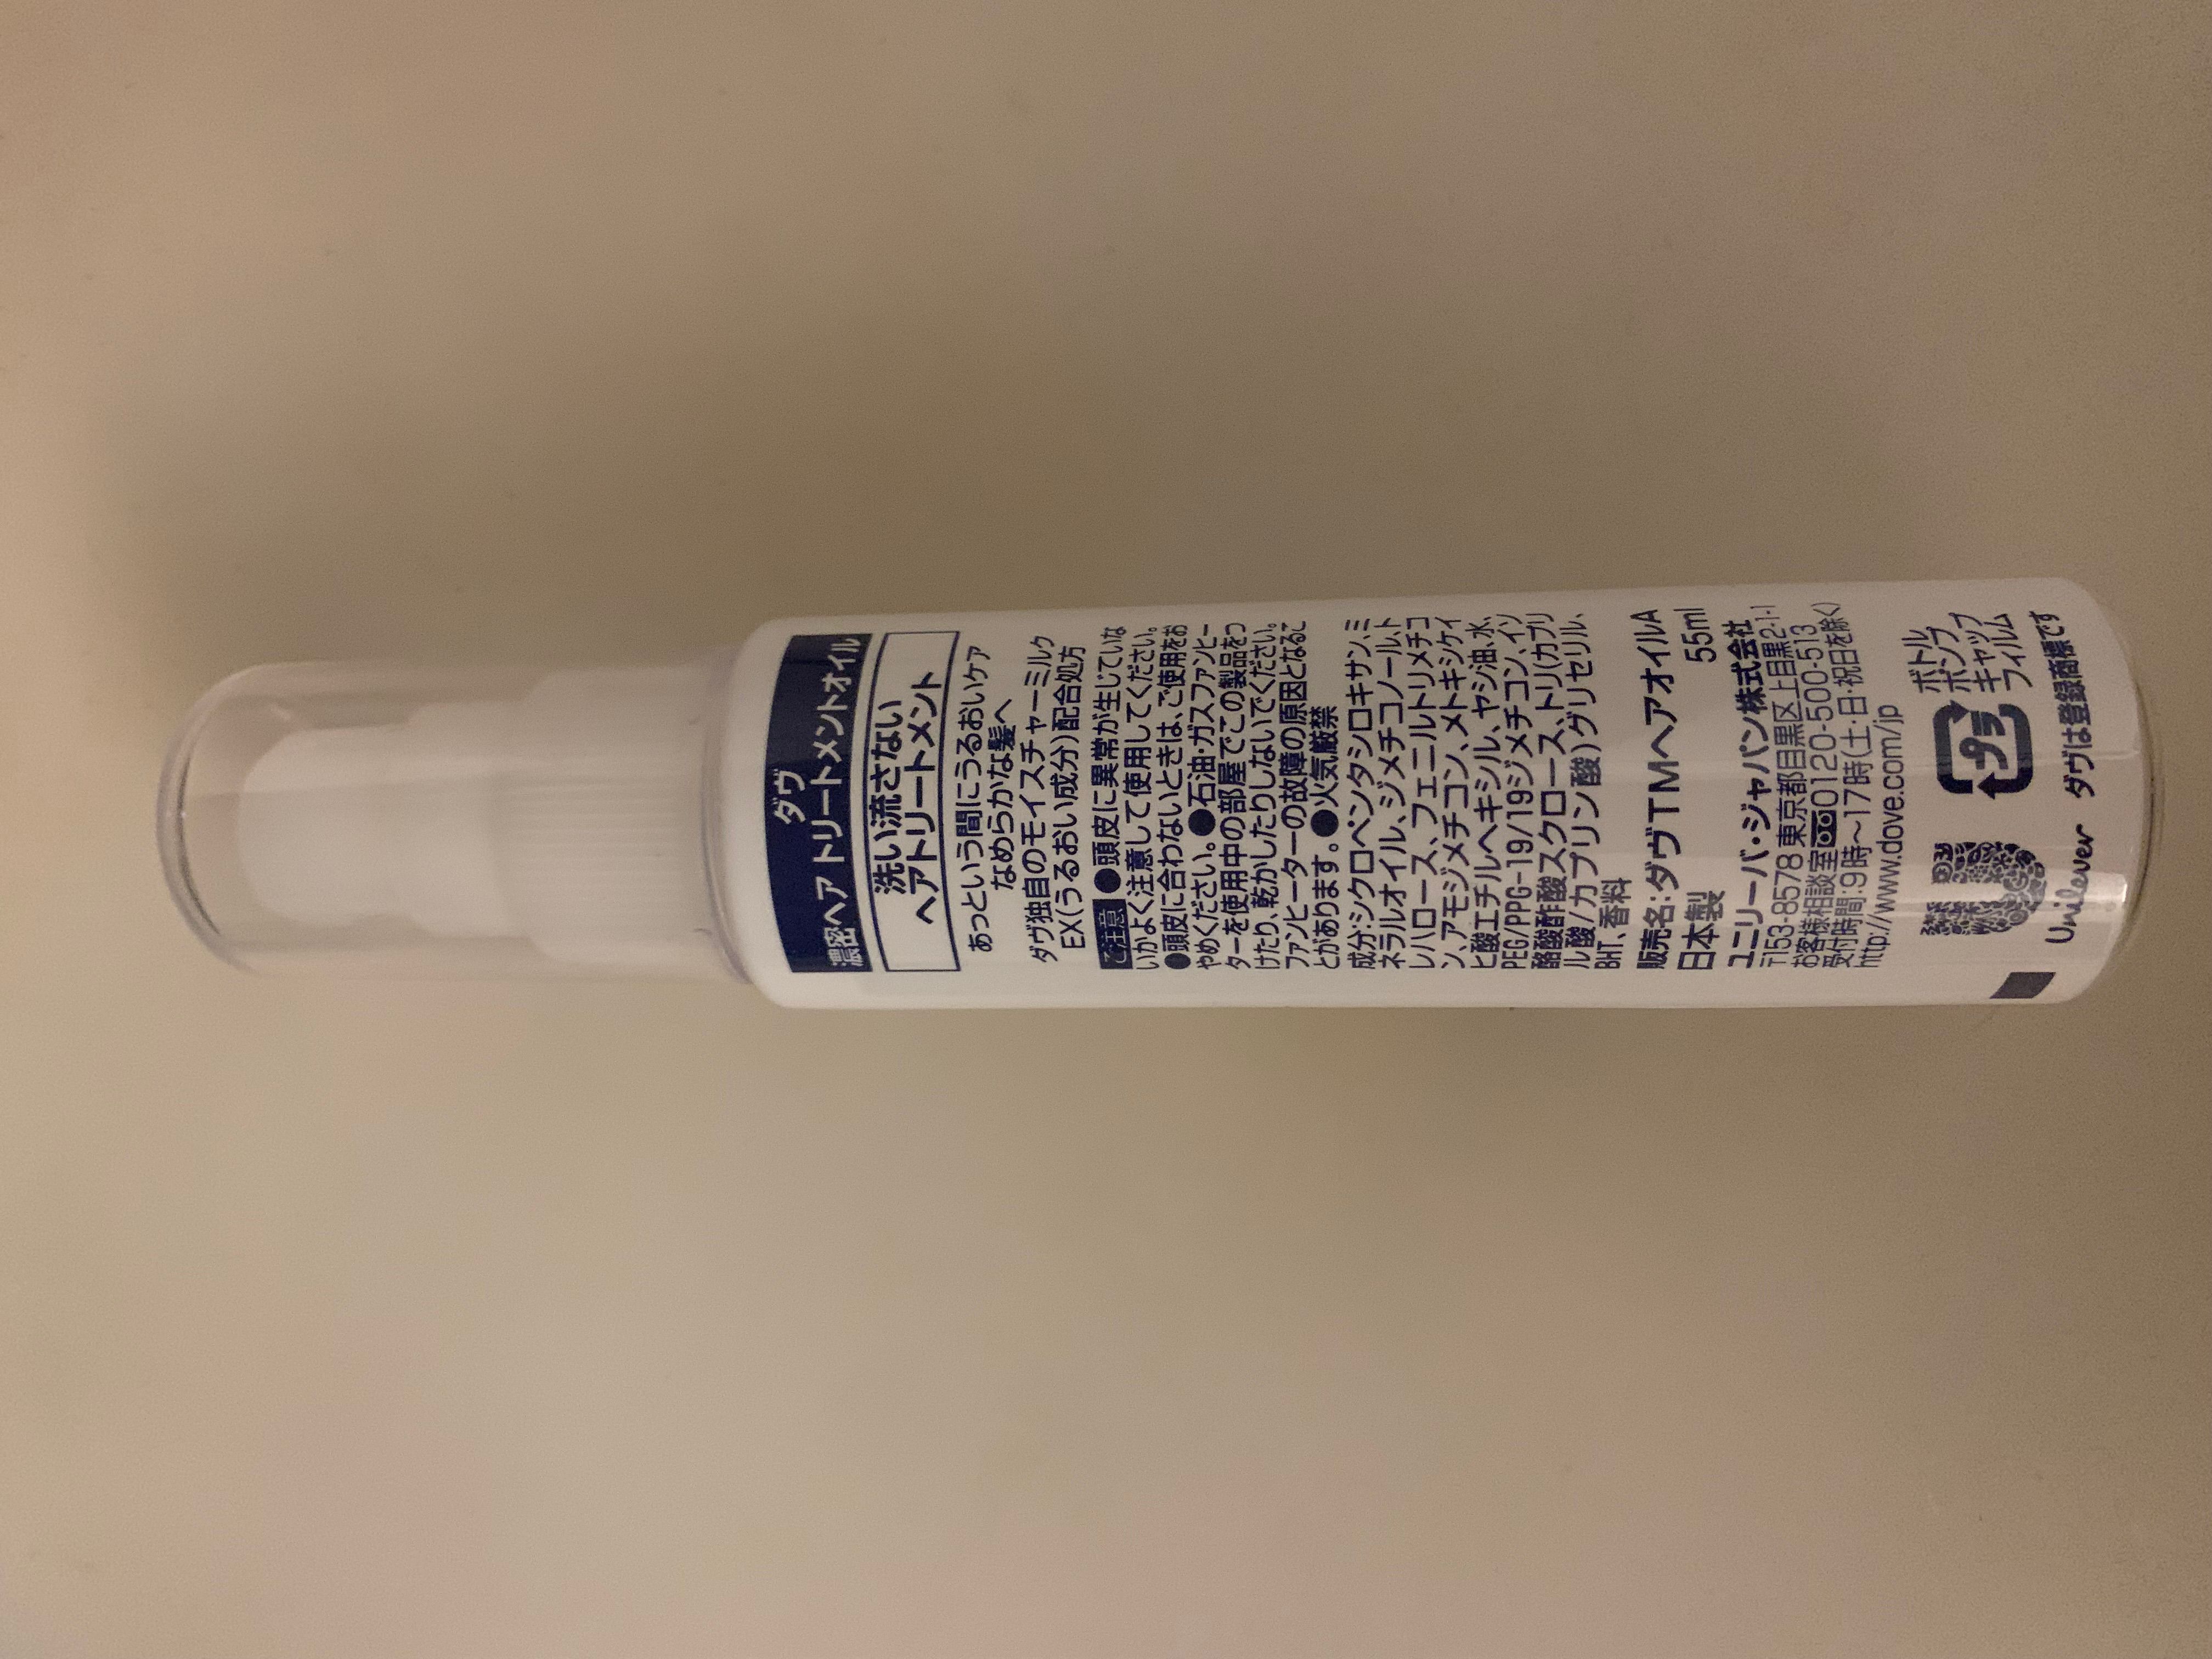 ダヴ
濃密ヘア トリートメントオイル
洗い流さない
ヘアトリートメント
あっという間にうるおいケア
なめらかな髪へ
ダヴ独自のモイスチャーミルク
EX(うるおい成分)配合処方
ご注意 ●頭皮に異常が生じていな
いかよく注意して使用してください。
●頭皮に合わないときは、ご使用をお
やめください。●石油・ガスファンヒー
ターを使用中の部屋でこの製品をつ
けたり、乾かしたりしないでください。
ファンヒーターの故障の原因となるこ
とがあります。●火気厳禁
成分:シクロペンタシロキサン、ミ
ネラルオイル、ジメチコノール、ト
レハロース、フェニルトリメチコ
ン、アモジメチコン、メトキシケイ
ヒ酸エチルヘキシル、ヤシ油、水、
PEG/PPG-19/19ジメチコン、イソ
酪酸酢酸スクロース、トリ(カプリ
ル酸/カプリン酸)グリセリル、
BHT、香料
販売名:ダヴTMヘアオイルA
日本製 55ml
ユニリーバ・ジャパン株式会社
〒153-8578 東京都目黒区上目黒2-1-1
お客様相談室 0120-500-513
受付時間:9時~17時(土・日・祝日を除く)
http://www.dove.com/jp
プラ
ボトル
ポンプ
キャップ
フィルム
Unilever ダヴは登録商標です